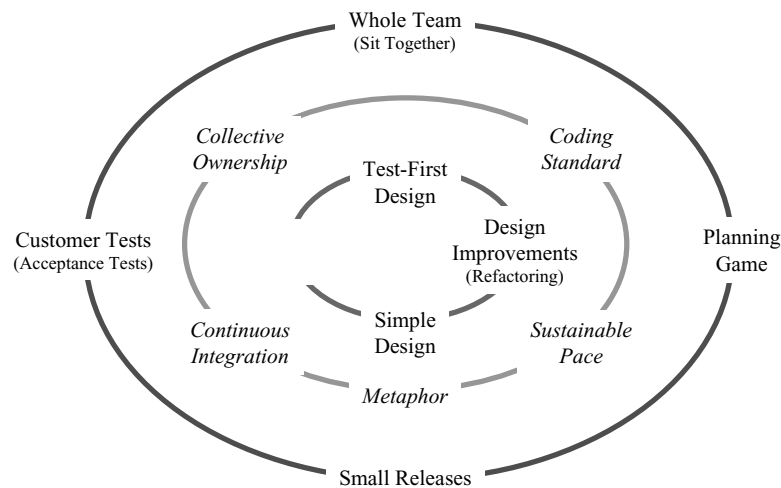 Whole Team
(Sit Together)
Collective
Ownership
Coding
Standard
Test-First
Design
Customer Tests
(Acceptance Tests)
Design
Improvements
(Refactoring)
Planning
Game
Continuous
Integration
Simple
Design
Sustainable
Pace
Metaphor
Small Releases